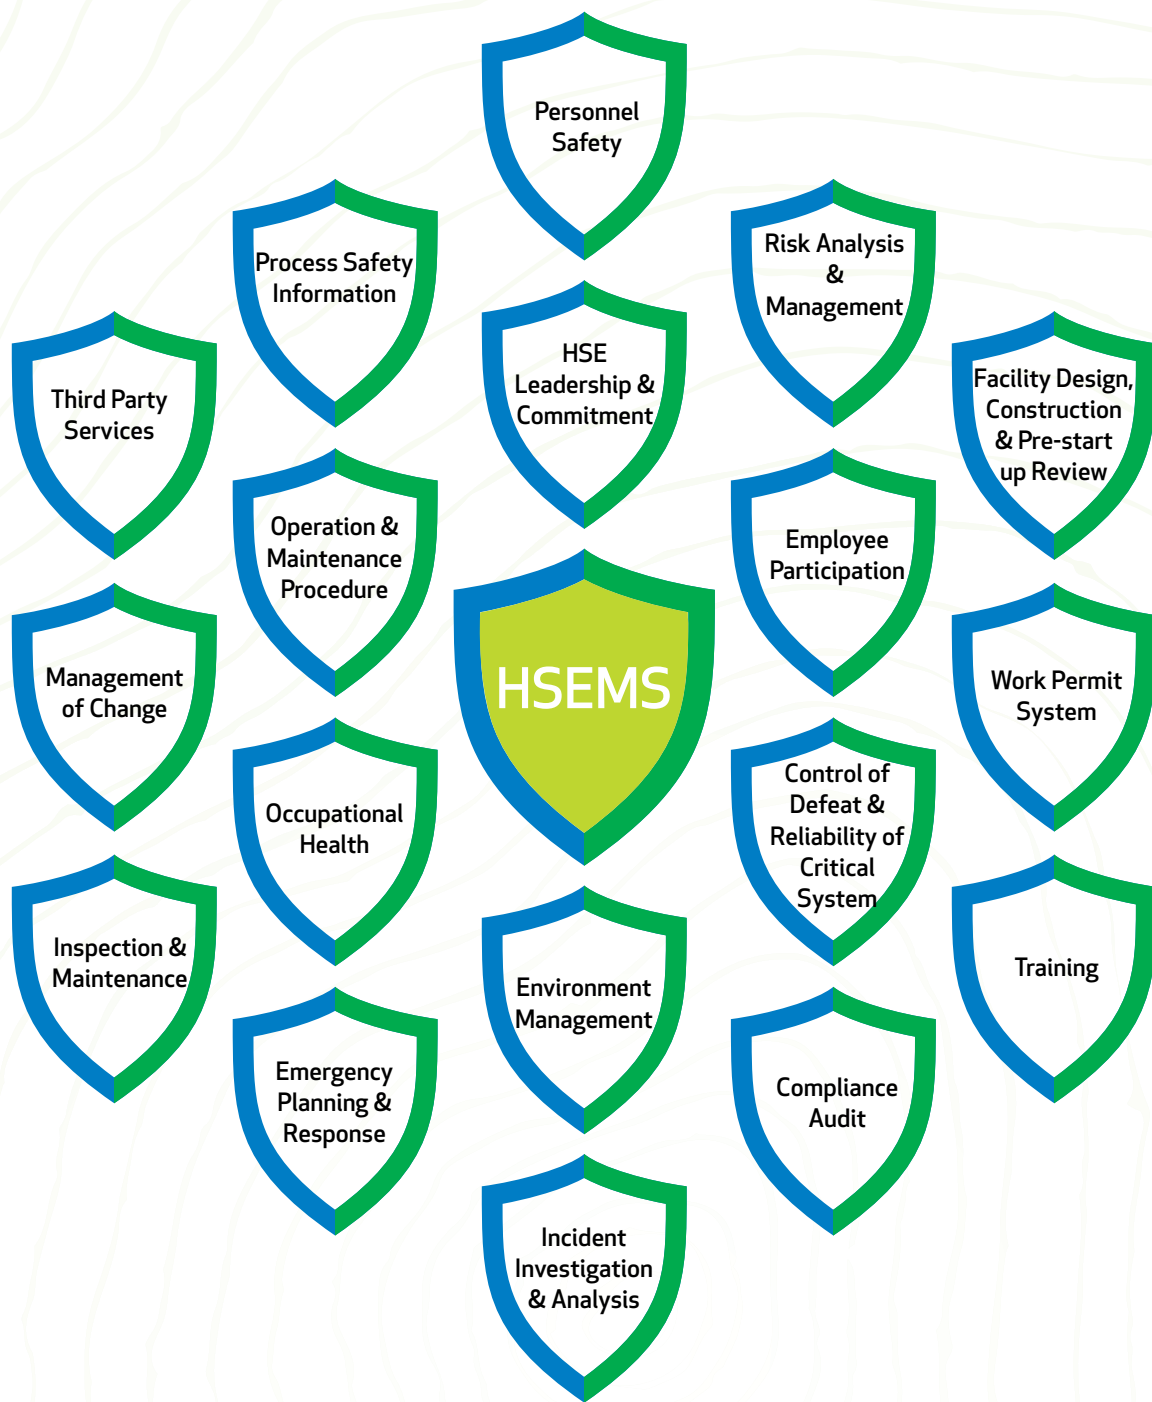 Personnel
Safety
Process Safety
Information
Risk Analysis
&
Management
HSE
Leadership &
Commitment
Third Party
Services
Facility Design,
Construction
& Pre-start
up Review
Operation &
Maintenance
Procedure
Employee
Participation
HSEMS
Management
of Change
Work Permit
System
Occupational
Health
Control of
Defeat &
Reliability of
Critical
System
Inspection &
Maintenance
Environment
Management
Training
Emergency
Planning &
Response
Compliance
Audit
Incident
Investigation
& Analysis